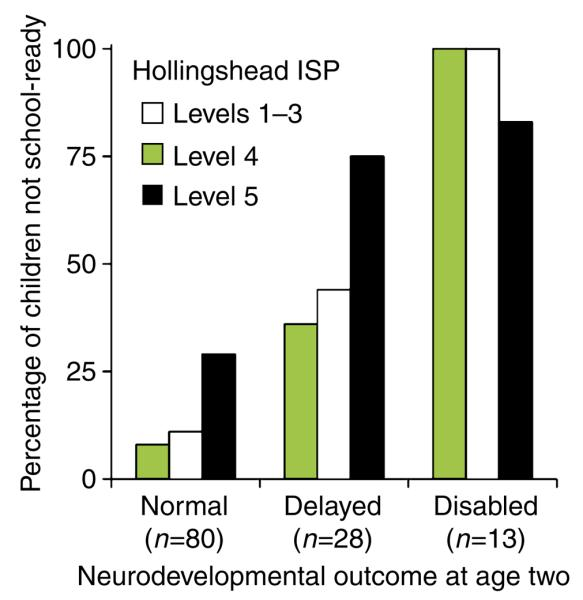 Percentage of children not school-ready
100
75
50
25
0
Hollingshead ISP
Levels 1–3
Level 4
Level 5
Normal
(n=80)
Delayed
(n=28)
Disabled
(n=13)
Neurodevelopmental outcome at age two